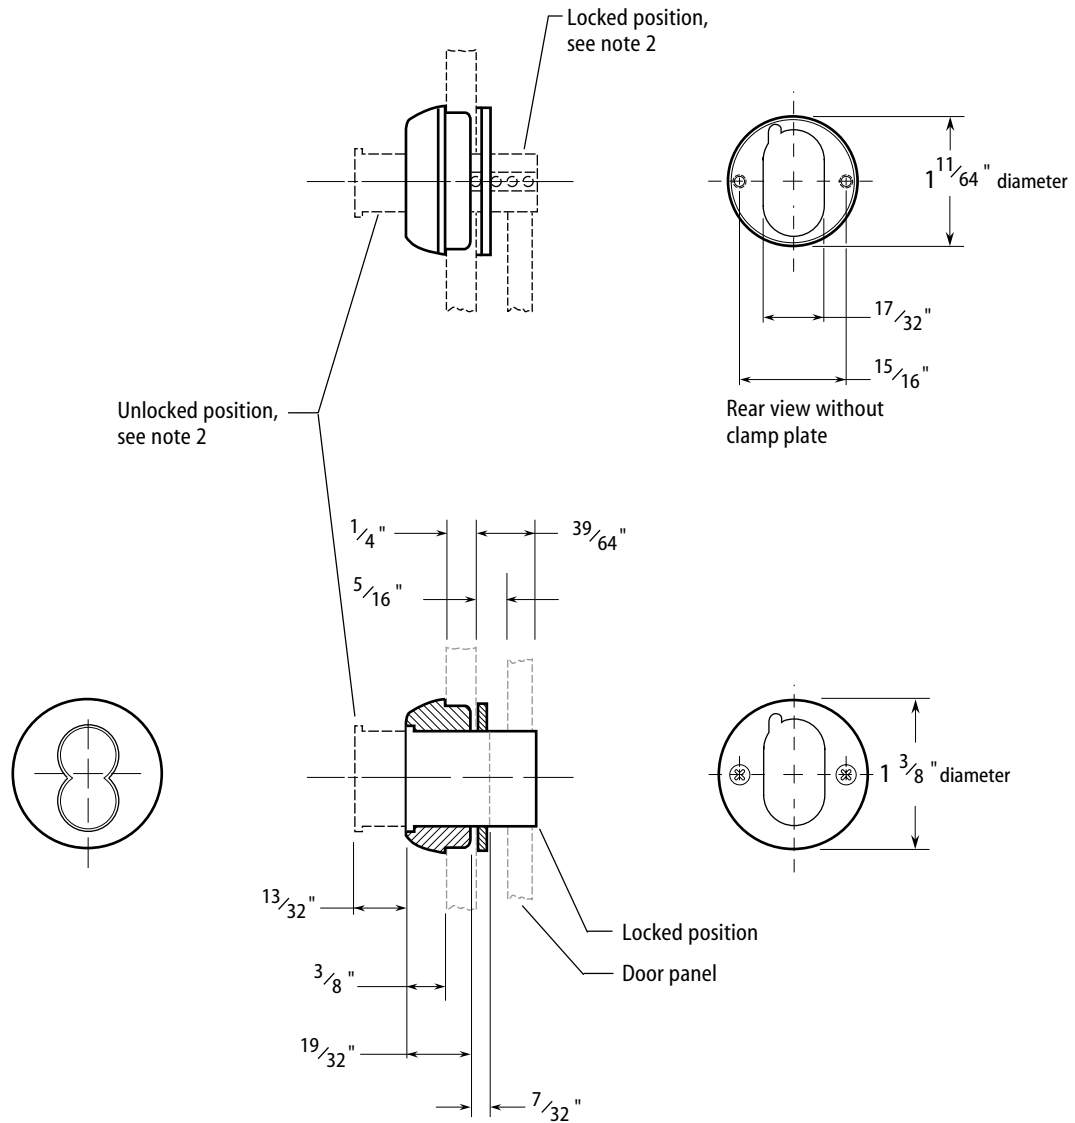 Locked position,
see note 2
1 11/64 " diameter
17/32"
15/16"
Rear view without
clamp plate
Unlocked position,
see note 2
1/4"
39/64"
5/16"
1 3/8 " diameter
13/32"
Locked position
Door panel
3/8"
19/32"
7/32"